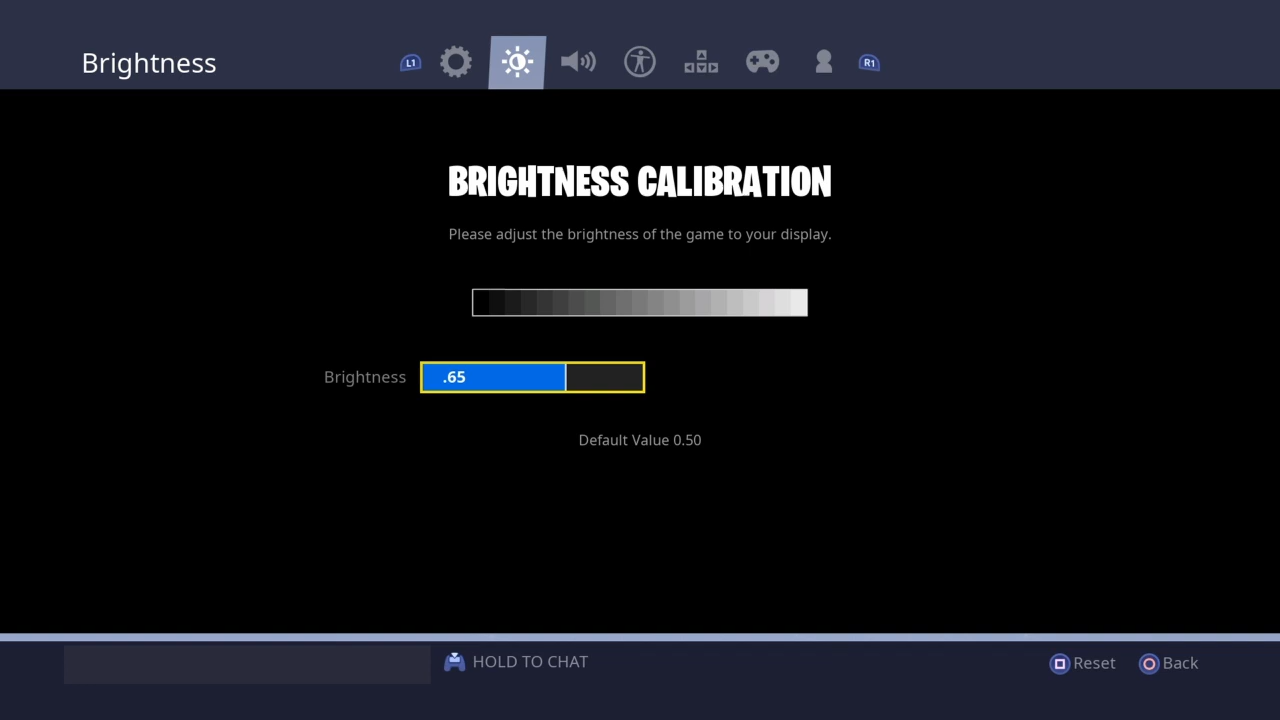 Brightness
L1
R1
BRIGHTNESS CALIBRATION
Please adjust the brightness of the game to your display.
Brightness .65
Default Value 0.50
HOLD TO CHAT
Reset
Back